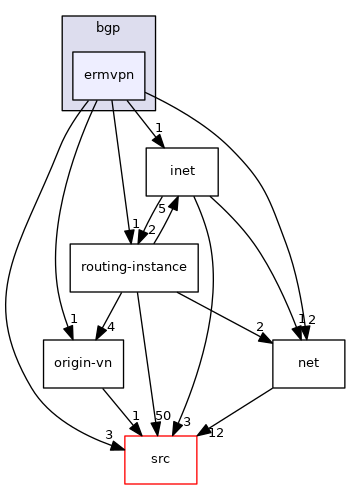 bgp
ermvpn
1
inet
5
1
2
routing-instance
1
4
2
1 2
origin-vn
net
1
50
3
12
3
src